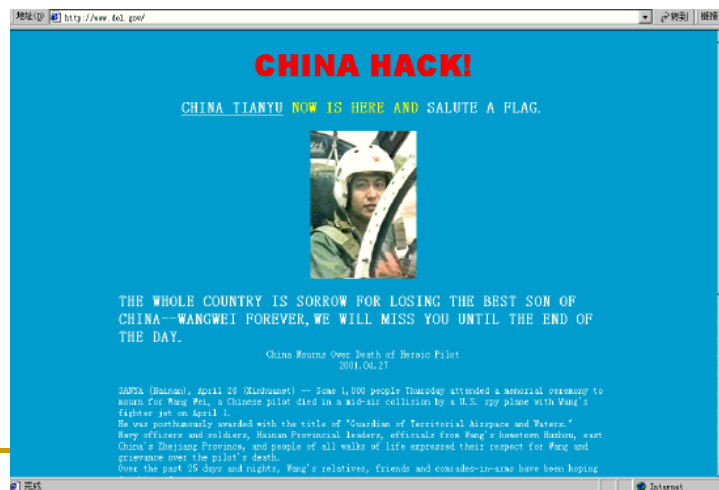 地址(D) http://www.dol.gov/ 转到 链接
CHINA HACK!
CHINA TIANYU NOW IS HERE AND SALUTE A FLAG.
THE WHOLE COUNTRY IS SORROW FOR LOSING THE BEST SON OF
CHINA--WANGWEI FOREVER,WE WILL MISS YOU UNTIL THE END OF
THE DAY.
China Mourns Over Death of Heroic Pilot
2001.04.27
SANYA (Hainan), April 26 (Xinhuanet) -- Some 1,000 people Thursday attended a memorial ceremony to
mourn for Wang Wei, a Chinese pilot died in a mid-air collision by a U.S. spy plane with Wang's
fighter jet on April 1.
He was posthumously awarded with the title of "Guardian of Territorial Airspace and Waters."
Navy officers and soldiers, Hainan Provincial leaders, officials from Wang's hometown Huzhou, east
China's Zhejiang Province, and people of all walks of life expressed their respect for Wang and
grievance over the pilot's death.
Over the past 25 days and nights, Wang's relatives, friends and comrades-in-arms have been hoping
完成 Internet